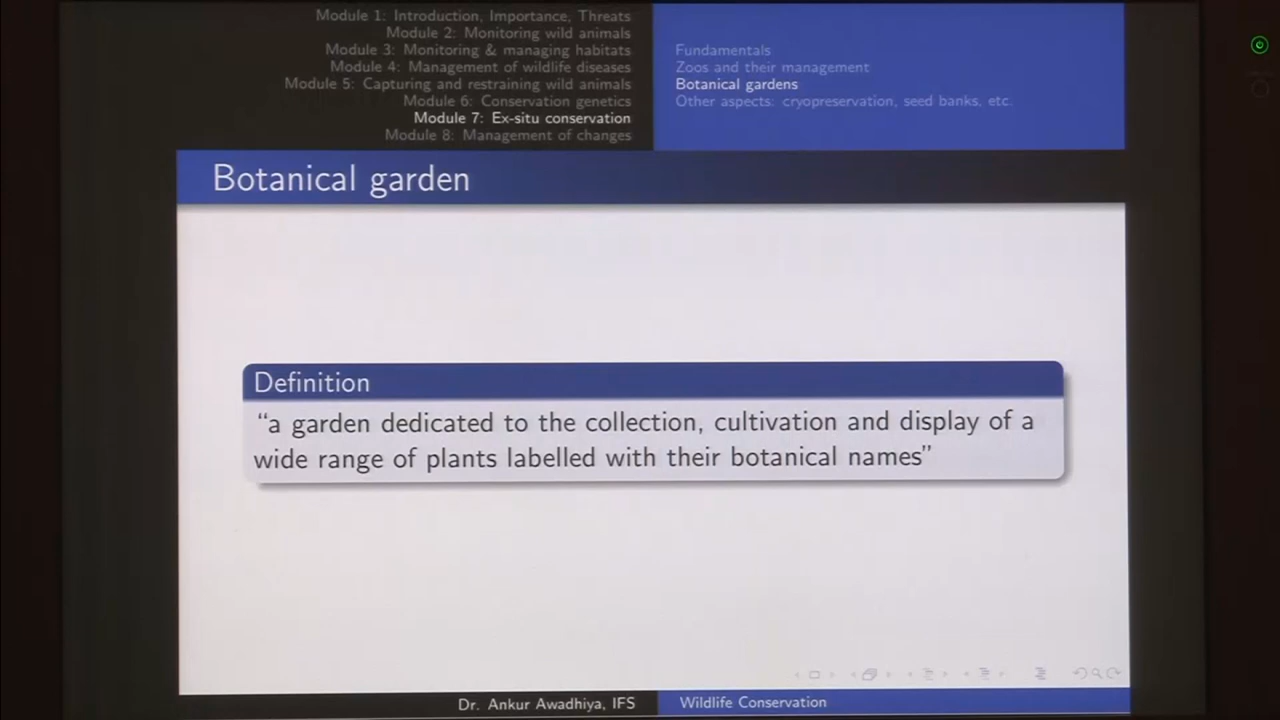 Module 1: Introduction, Importance, Threats
Module 2: Monitoring wild animals
Module 3: Monitoring & managing habitats
Module 4: Management of wildlife diseases
Module 5: Capturing and restraining wild animals
Module 6: Conservation genetics
Module 7: Ex-situ conservation
Module 8: Management of changes
Fundamentals
Zoos and their management
Botanical gardens
Other aspects: cryopreservation, seed banks, etc.
Botanical garden
Definition
“a garden dedicated to the collection, cultivation and display of a
wide range of plants labelled with their botanical names”
Dr. Ankur Awadhiya, IFS
Wildlife Conservation